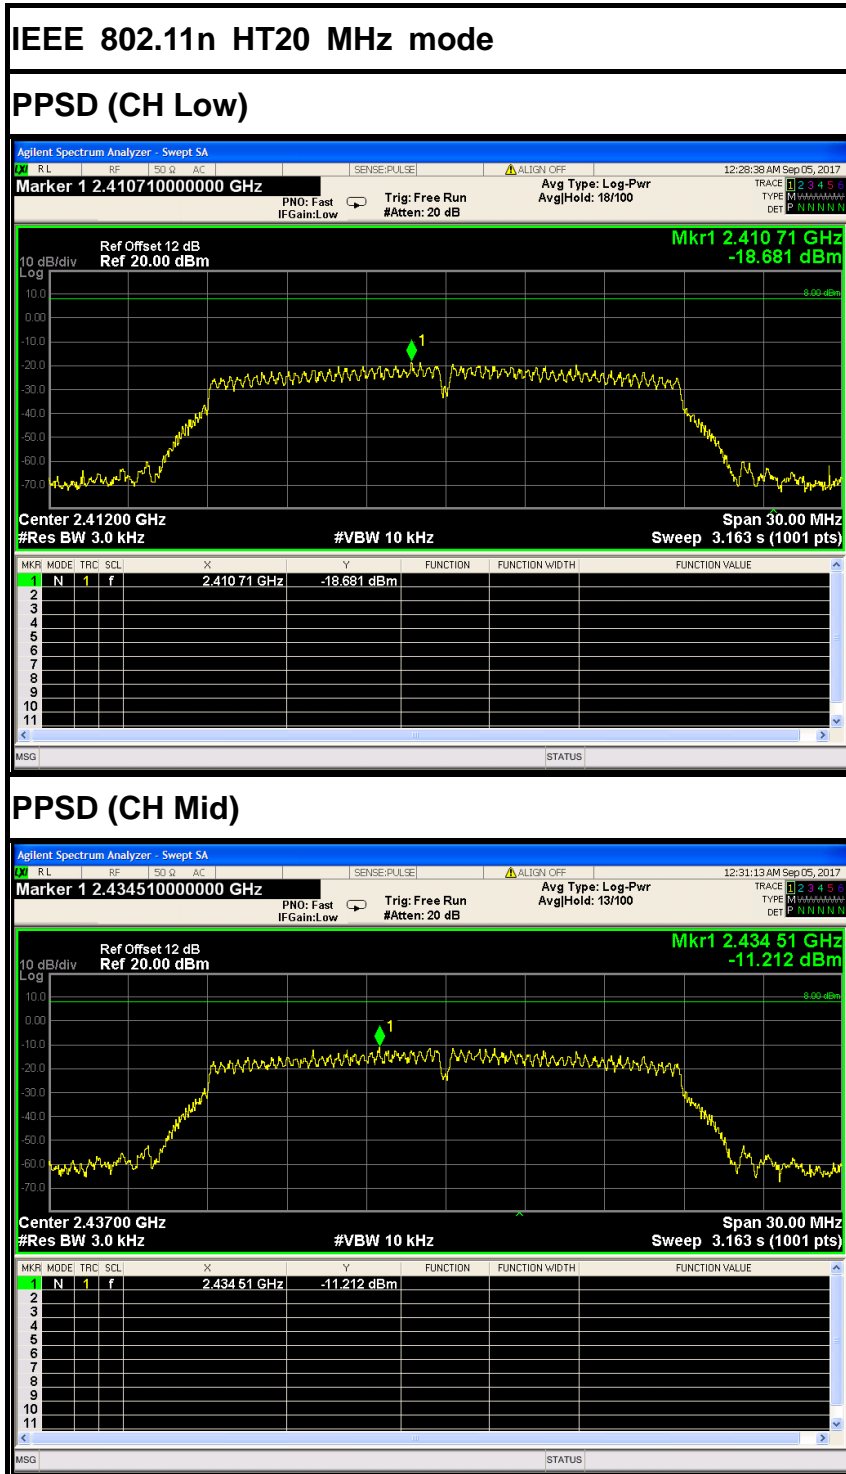 IEEE 802.11n HT20 MHz mode
PPSD (CH Low)
Agilent Spectrum Analyzer - Swept SA
LXI RL RF 50 Ω AC SENSE:PULSE ALIGN OFF 12:28:38 AM Sep 05, 2017
Marker 1 2.410710000000 GHz
PNO: Fast
IFGain:Low
Trig: Free Run
#Atten: 20 dB
Avg Type: Log-Pwr
Avg|Hold: 18/100
TRACE 1 2 3 4 5 6
TYPE M
DET P N N N N N
Mkr1 2.410 71 GHz
-18.681 dBm
Ref Offset 12 dB
10 dB/div Ref 20.00 dBm
Log
10.0
8.00 dBm
0.00
-10.0
1
-20.0
-30.0
-40.0
-50.0
-60.0
-70.0
Center 2.41200 GHz Span 30.00 MHz
#Res BW 3.0 kHz #VBW 10 kHz Sweep 3.163 s (1001 pts)
MKR MODE TRC SCL X Y FUNCTION FUNCTION WIDTH FUNCTION VALUE
1 N 1 f 2.410 71 GHz -18.681 dBm
2
3
4
5
6
7
8
9
10
11
MSG STATUS
PPSD (CH Mid)
Agilent Spectrum Analyzer - Swept SA
LXI RL RF 50 Ω AC SENSE:PULSE ALIGN OFF 12:31:13 AM Sep 05, 2017
Marker 1 2.434510000000 GHz
PNO: Fast
IFGain:Low
Trig: Free Run
#Atten: 20 dB
Avg Type: Log-Pwr
Avg|Hold: 13/100
TRACE 1 2 3 4 5 6
TYPE M
DET P N N N N N
Mkr1 2.434 51 GHz
-11.212 dBm
Ref Offset 12 dB
10 dB/div Ref 20.00 dBm
Log
10.0
8.00 dBm
0.00
1
-10.0
-20.0
-30.0
-40.0
-50.0
-60.0
-70.0
Center 2.43700 GHz Span 30.00 MHz
#Res BW 3.0 kHz #VBW 10 kHz Sweep 3.163 s (1001 pts)
MKR MODE TRC SCL X Y FUNCTION FUNCTION WIDTH FUNCTION VALUE
1 N 1 f 2.434 51 GHz -11.212 dBm
2
3
4
5
6
7
8
9
10
11
MSG STATUS